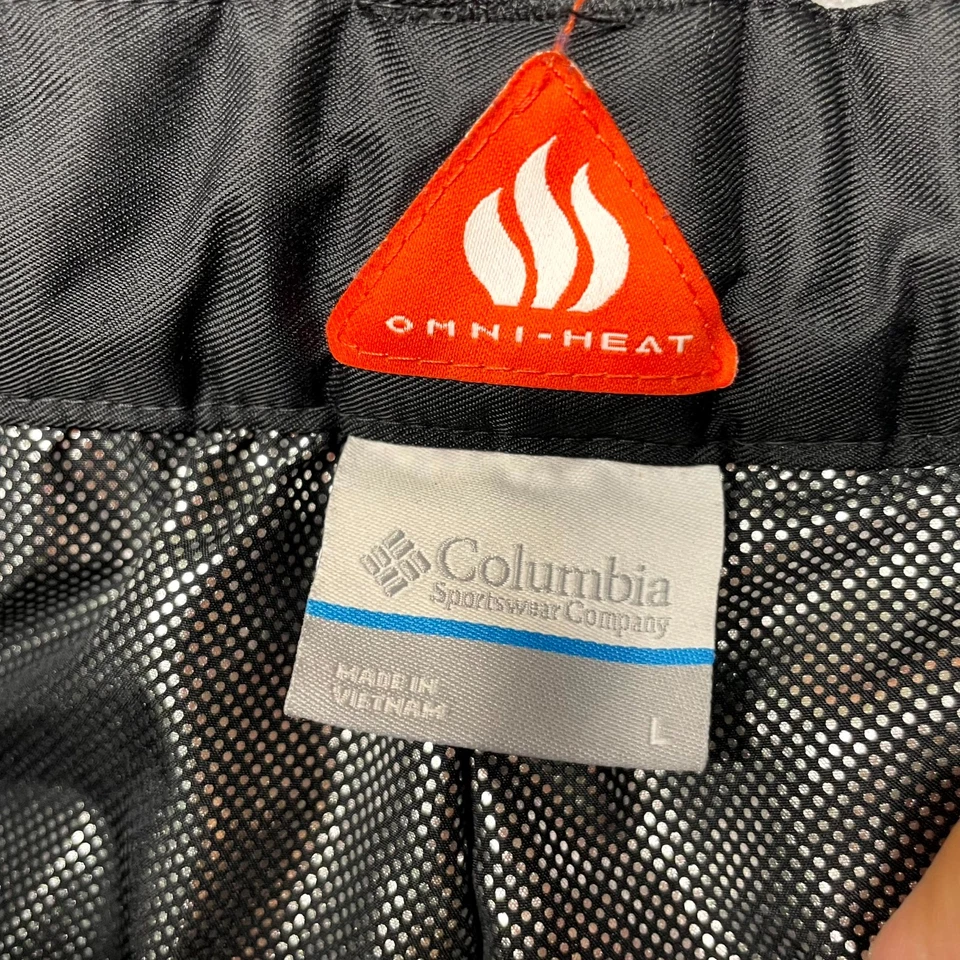 OMNI-HEAT
Columbia
Sportswear Company
MADE IN
VIETNAM
L